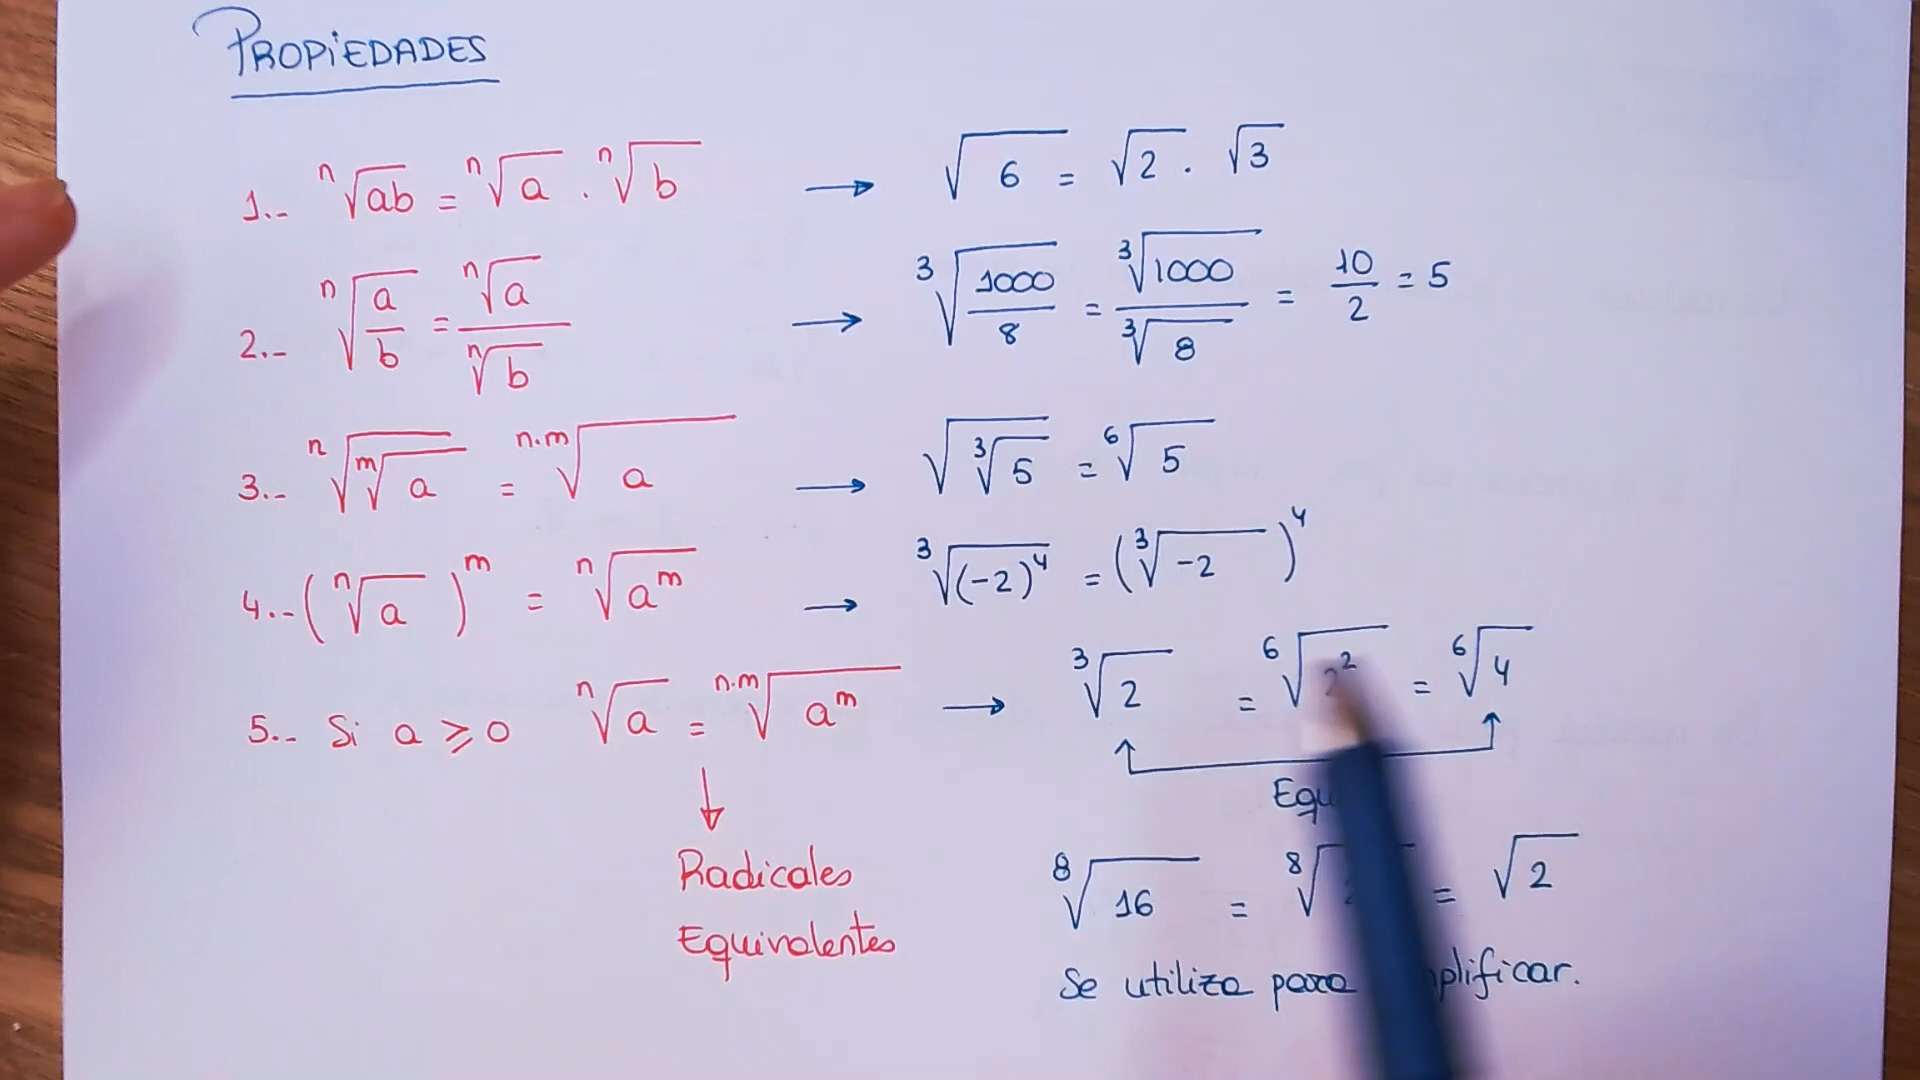 PROPiEDADES
1.- ⁿ√ab = ⁿ√a · ⁿ√b → √6 = √2 · √3
2.- ⁿ√(a/b) = ⁿ√a / ⁿ√b → ³√(1000/8) = ³√1000 / ³√8 = 10/2 = 5
3.- ⁿ√(ᵐ√a) = ⁿ·ᵐ√a → √(³√5) = ⁶√5
4.- (ⁿ√a)ᵐ = ⁿ√aᵐ → ³√(-2)⁴ = (³√-2)⁴
5.- Si a ⩾ 0 ⁿ√a = ⁿ·ᵐ√aᵐ → ³√2 = ⁶√2² = ⁶√4
Radicales
Equivalentes
⁸√16 = ⁸√ = √2
Se utiliza para